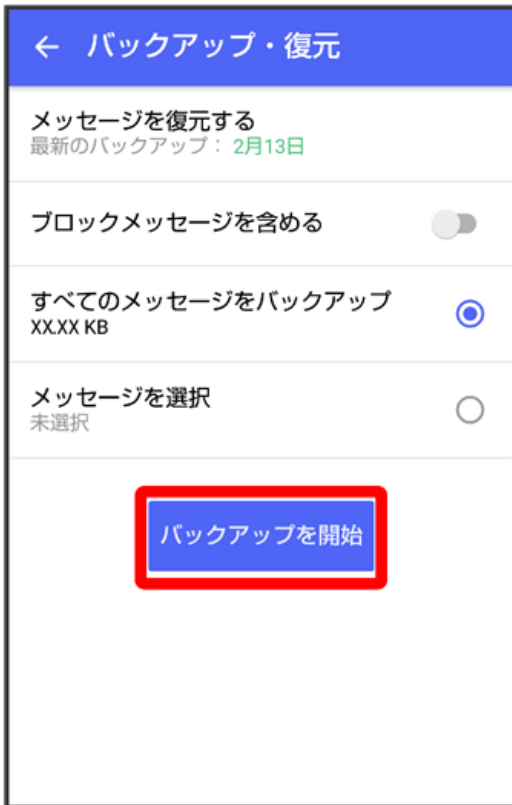 ← バックアップ・復元
メッセージを復元する
最新のバックアップ： 2月13日
ブロックメッセージを含める
すべてのメッセージをバックアップ
XX.XX KB
メッセージを選択
未選択
バックアップを開始